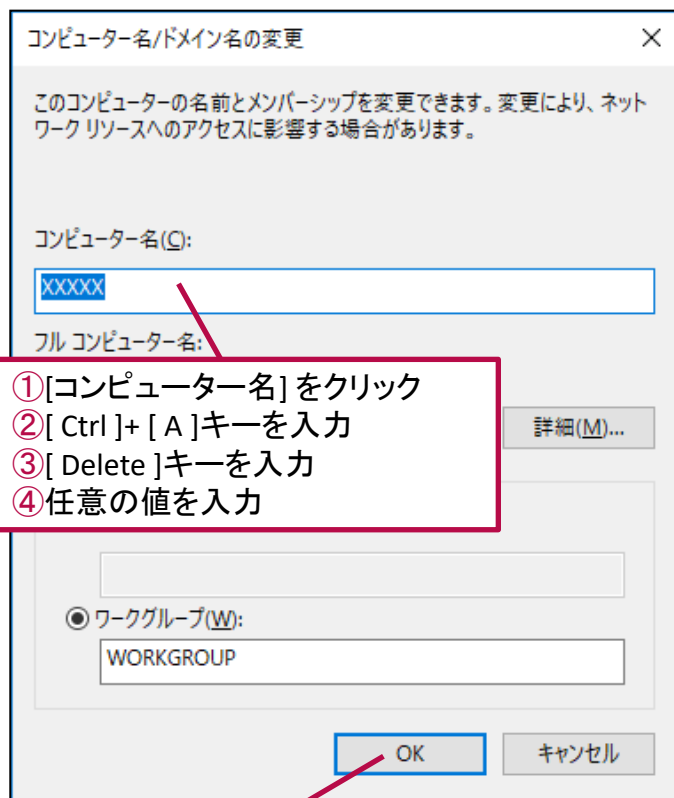 コンピューター名/ドメイン名の変更
このコンピューターの名前とメンバーシップを変更できます。変更により、ネット
ワーク リソースへのアクセスに影響する場合があります。
コンピューター名(C):
XXXXX
フル コンピューター名:
①[コンピューター名] をクリック
②[ Ctrl ]+ [ A ]キーを入力
③[ Delete ]キーを入力
④任意の値を入力
詳細(M)...
ワークグループ(W):
WORKGROUP
OK
キャンセル